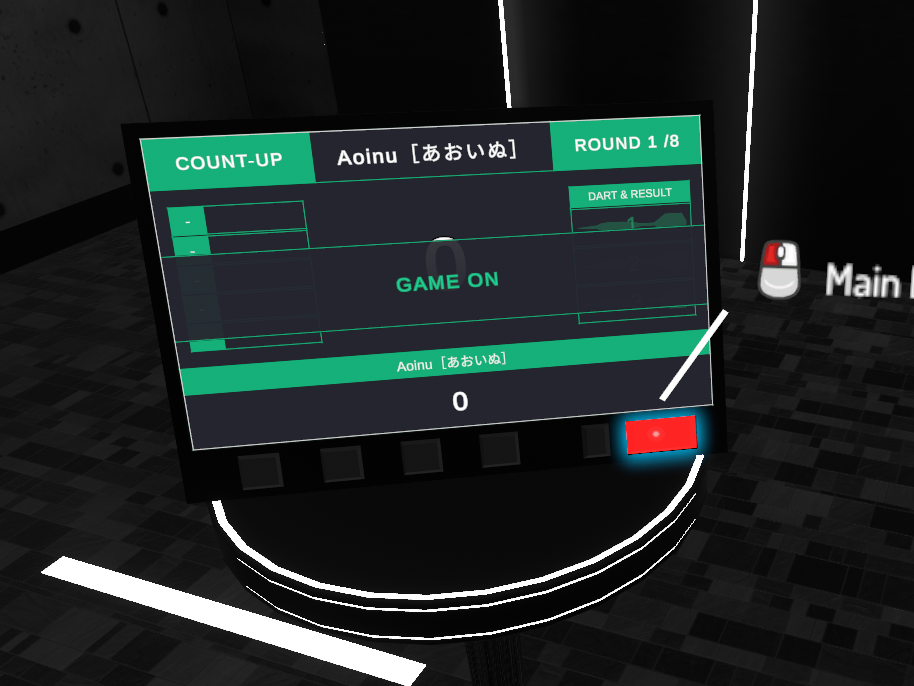 COUNT-UP
Aoinu［あおいぬ］
ROUND 1 /8
DART & RESULT
-
-
0
GAME ON
Aoinu［あおいぬ］
0
Main